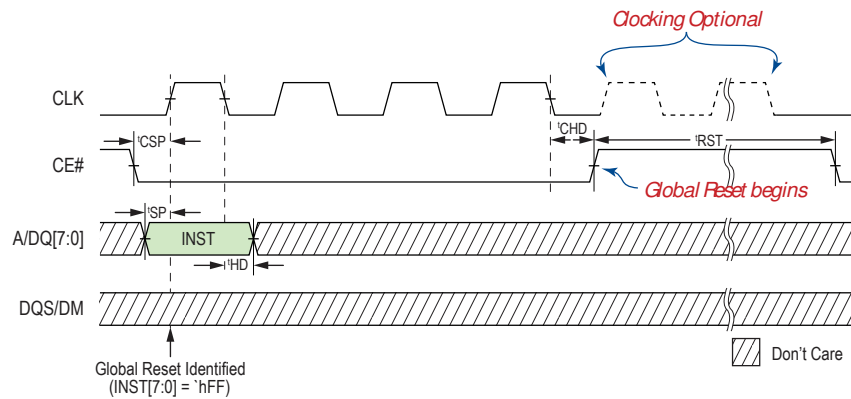 Clocking Optional
CLK
tCHD
tCSP
tRST
CE#
Global Reset begins
tSP
A/DQ[7:0]
INST
tHD
DQS/DM
Global Reset Identified
(INST[7:0] = `hFF)
Don't Care